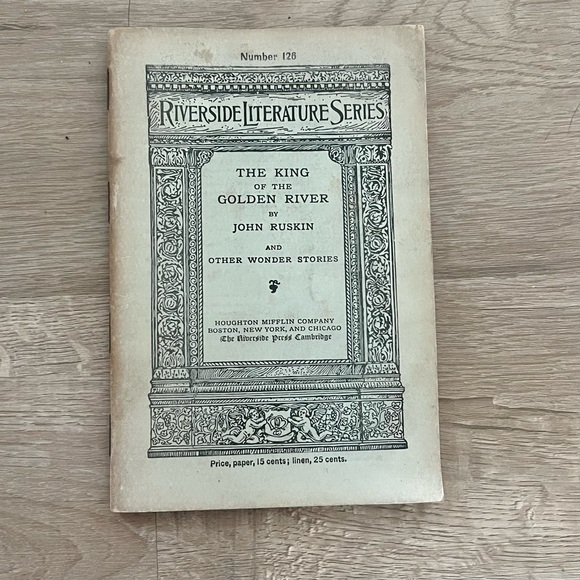 Number 126
RIVERSIDE LITERATURE SERIES
THE KING
OF THE
GOLDEN RIVER
BY
JOHN RUSKIN
AND
OTHER WONDER STORIES
HOUGHTON MIFFLIN COMPANY
BOSTON, NEW YORK, AND CHICAGO
The Riverside Press Cambridge
Price, paper, 15 cents; linen, 25 cents.